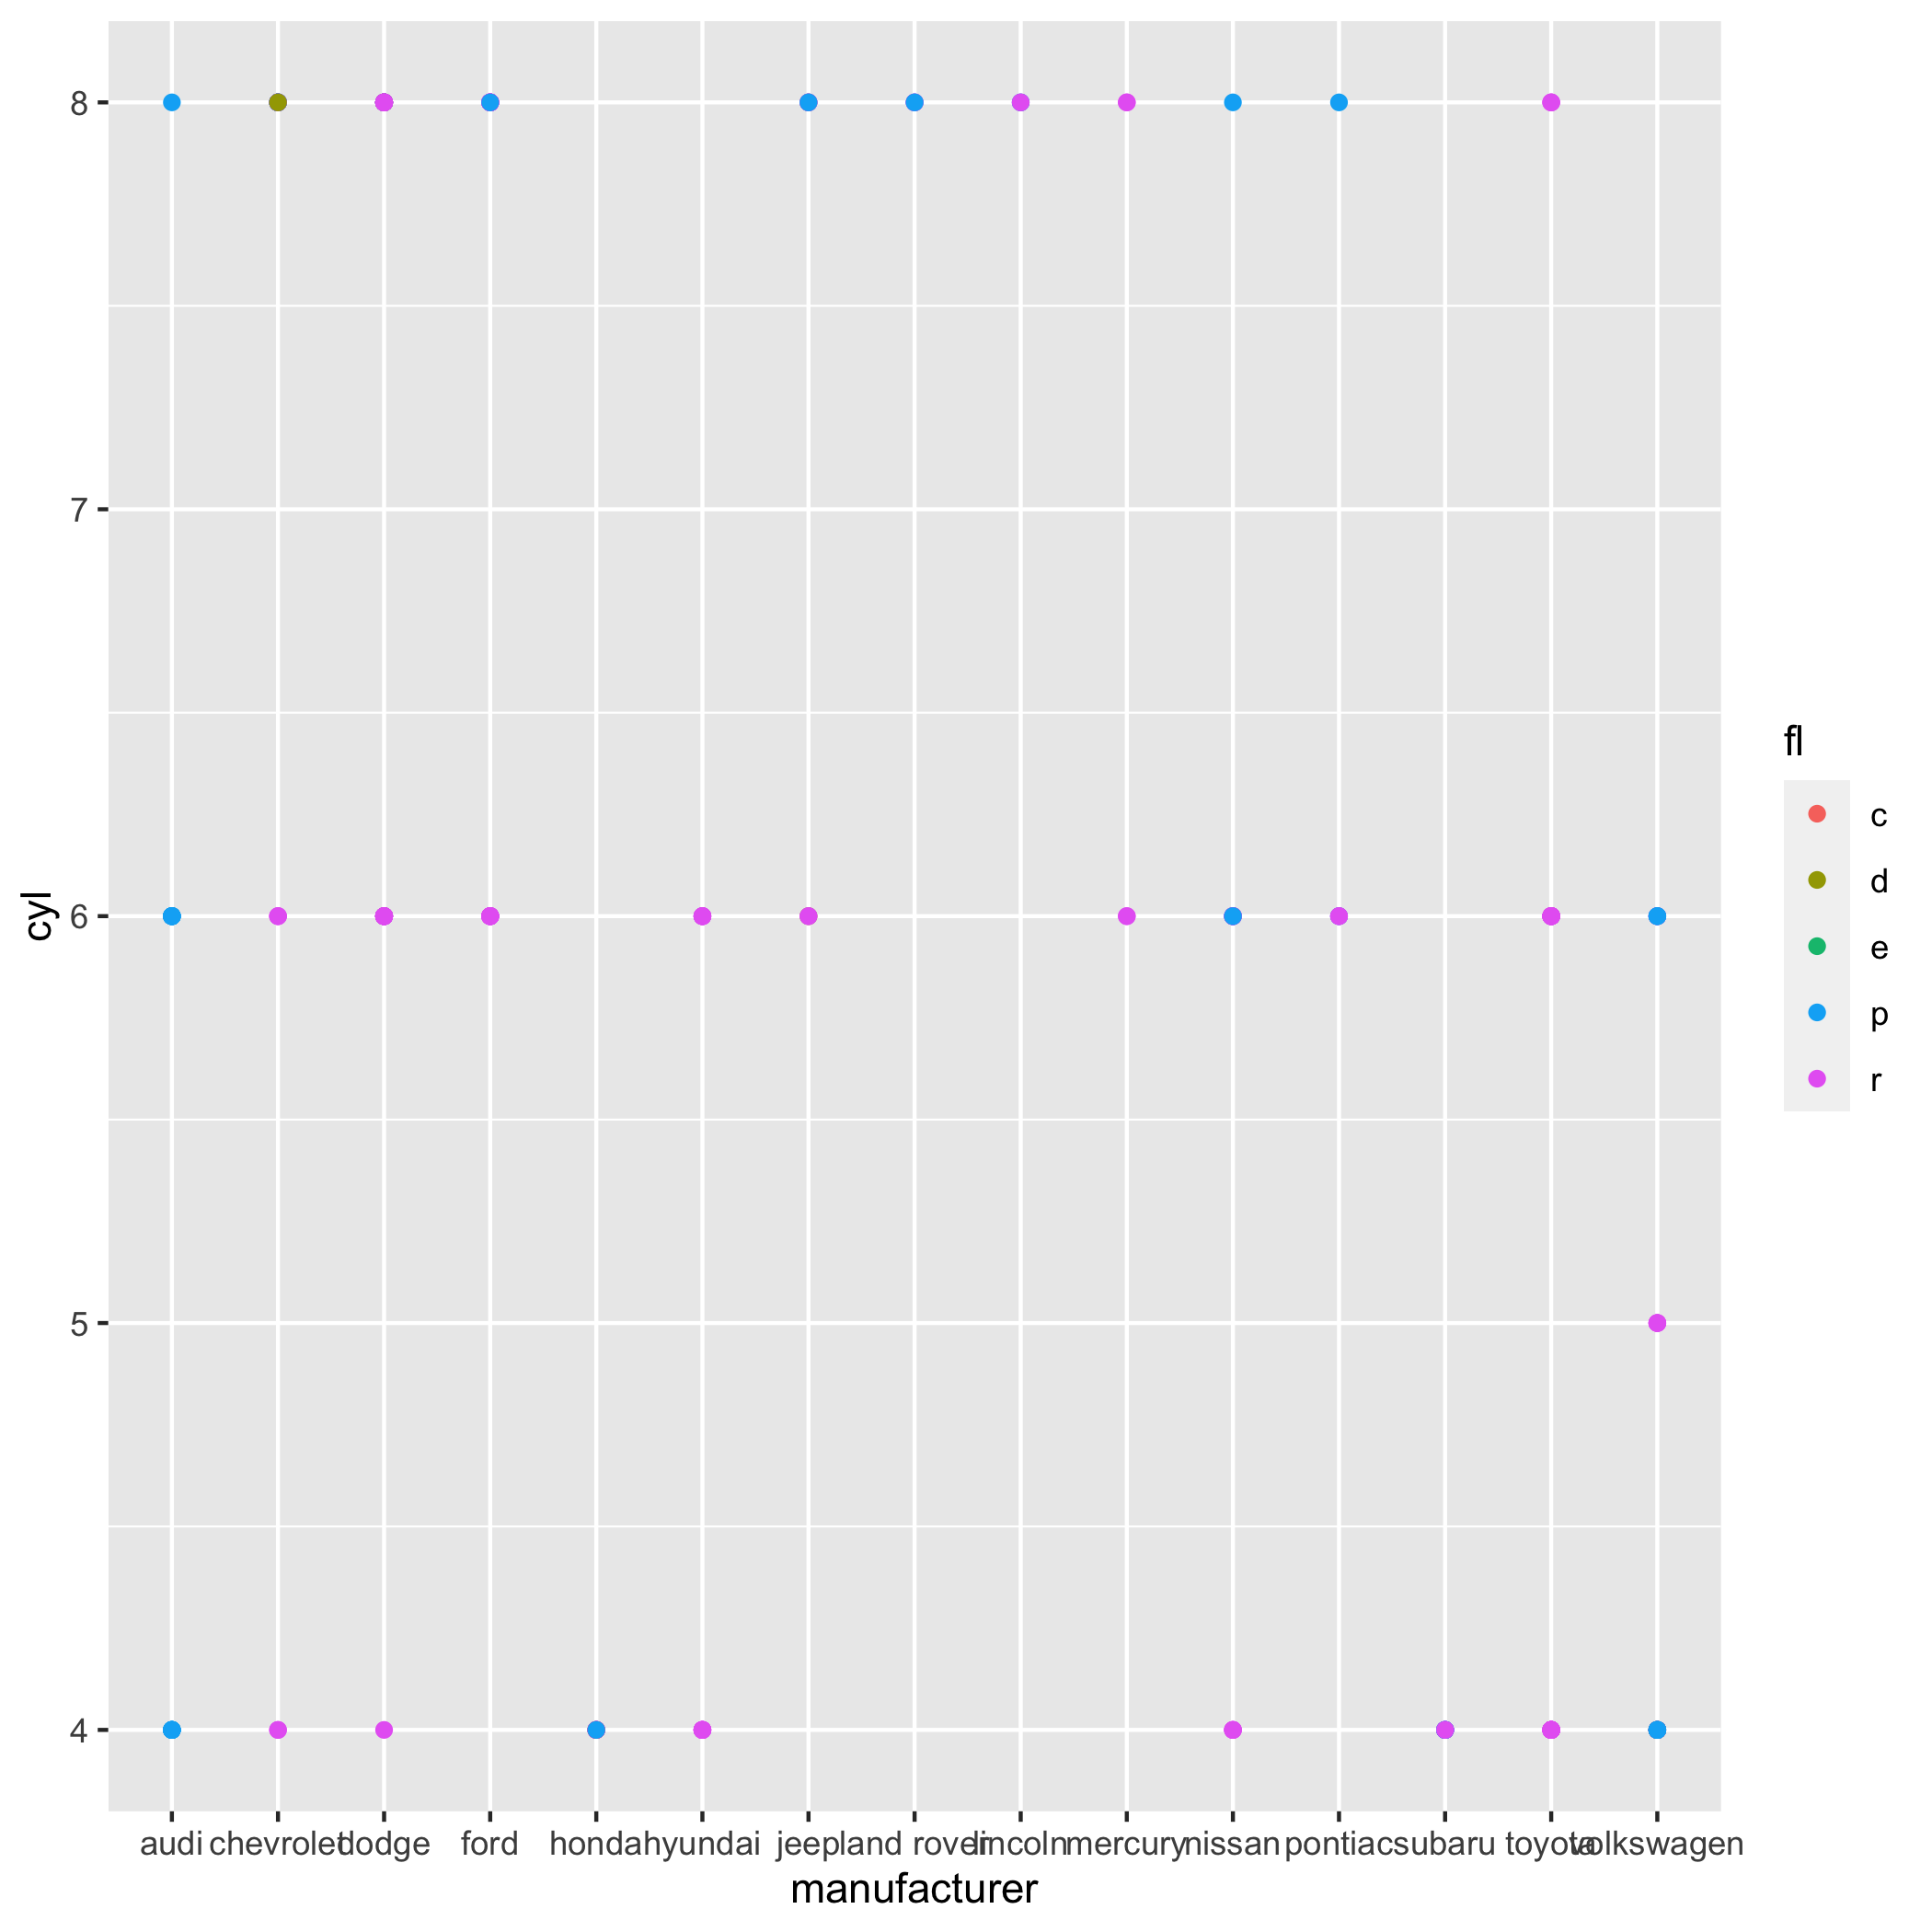 8
7
6
5
4
cyl
audi chevrolet dodge ford honda hyundai jeep land rover lincoln mercury nissan pontiac subaru toyota volkswagen
manufacturer
fl
c
d
e
p
r